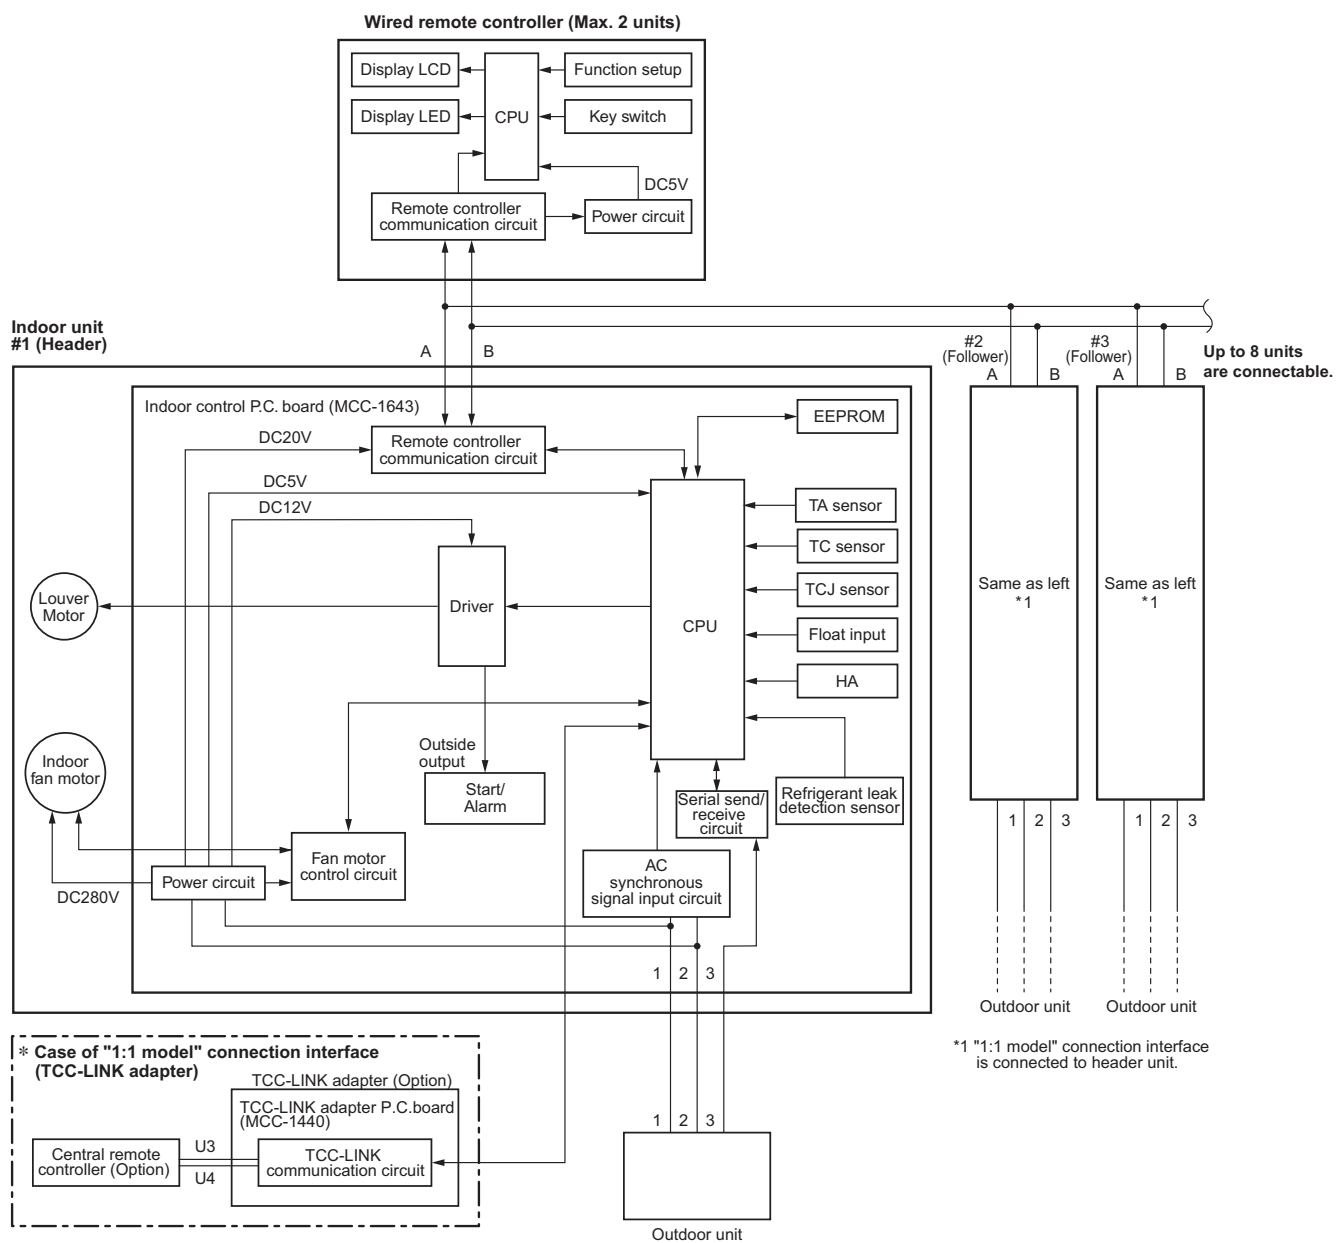 Wired remote controller (Max. 2 units)
Display LCD
Function setup
Display LED
CPU
Key switch
DC5V
Remote controller
communication circuit
Power circuit
Indoor unit
#1 (Header)
A
B
#2
(Follower)
A
B
#3
(Follower)
A
B
Up to 8 units
are connectable.
Indoor control P.C. board (MCC-1643)
EEPROM
DC20V
Remote controller
communication circuit
DC5V
DC12V
TA sensor
TC sensor
TCJ sensor
Float input
HA
Louver
Motor
Driver
CPU
Same as left
*1
Same as left
*1
Outside
output
Start/
Alarm
Indoor
fan motor
Serial send/
receive
circuit
Refrigerant leak
detection sensor
1
2
3
1
2
3
Fan motor
control circuit
AC
synchronous
signal input circuit
Power circuit
DC280V
1
2
3
Outdoor unit
Outdoor unit
*1 "1:1 model" connection interface
is connected to header unit.
* Case of "1:1 model" connection interface
(TCC-LINK adapter)
TCC-LINK adapter (Option)
TCC-LINK adapter P.C.board
(MCC-1440)
Central remote
controller (Option)
U3
U4
TCC-LINK
communication circuit
1
2
3
Outdoor unit